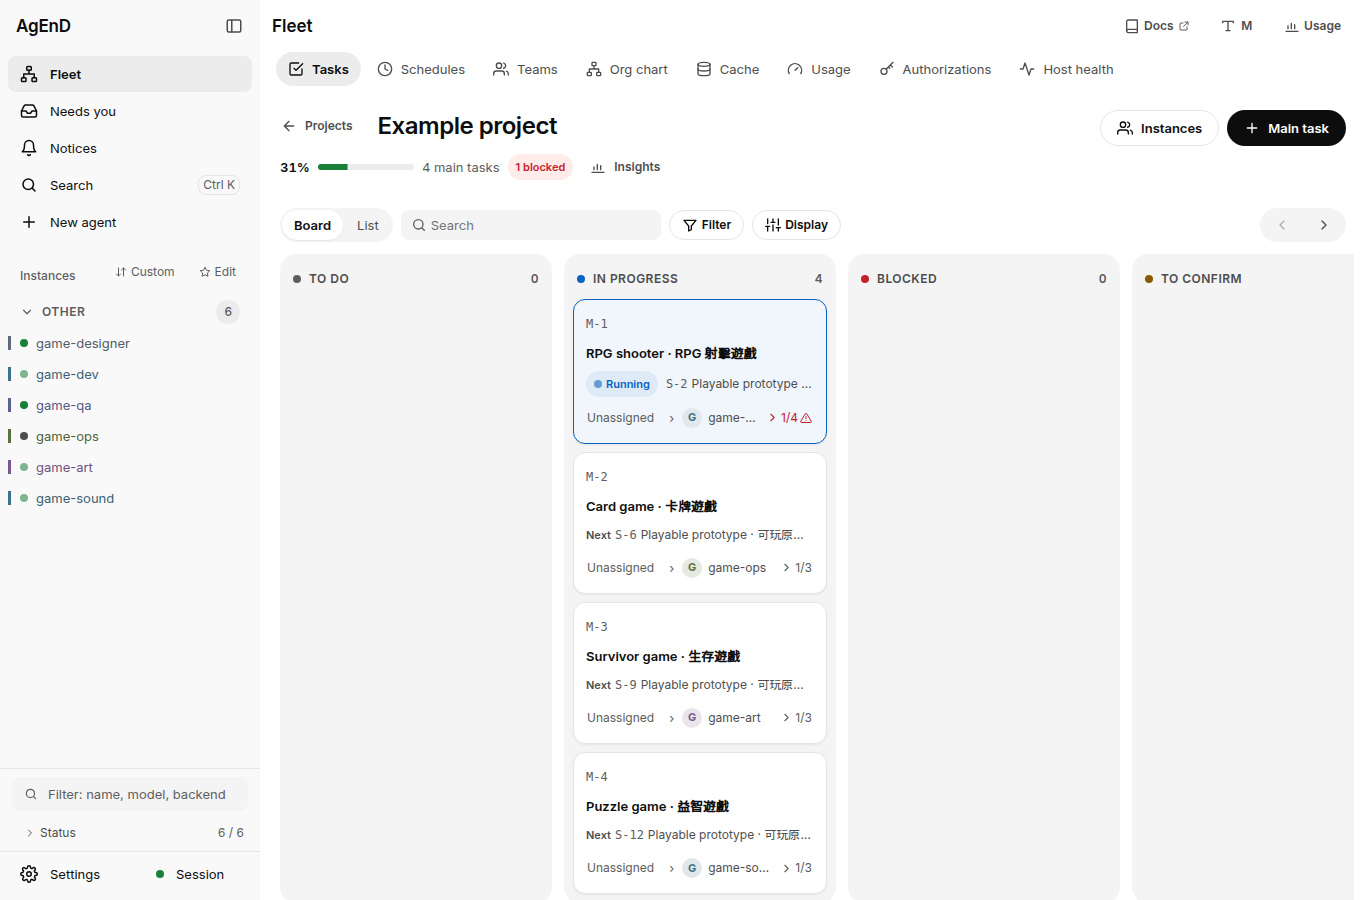 AgEnD
Fleet
Needs you
Notices
Search Ctrl K
New agent
Instances Custom Edit
OTHER 6
game-designer
game-dev
game-qa
game-ops
game-art
game-sound
Filter: name, model, backend
Status 6 / 6
Settings Session
Fleet Docs M Usage
Tasks Schedules Teams Org chart Cache Usage Authorizations Host health
Projects Example project Instances Main task
31% 4 main tasks 1 blocked Insights
Board List Search Filter Display
TO DO 0
IN PROGRESS 4
M-1
RPG shooter · RPG 射擊遊戲
Running S-2 Playable prototype ...
Unassigned › G game-... 1/4
M-2
Card game · 卡牌遊戲
Next S-6 Playable prototype · 可玩原...
Unassigned › G game-ops 1/3
M-3
Survivor game · 生存遊戲
Next S-9 Playable prototype · 可玩原...
Unassigned › G game-art 1/3
M-4
Puzzle game · 益智遊戲
Next S-12 Playable prototype · 可玩原...
Unassigned › G game-so... 1/3
BLOCKED 0
TO CONFIRM